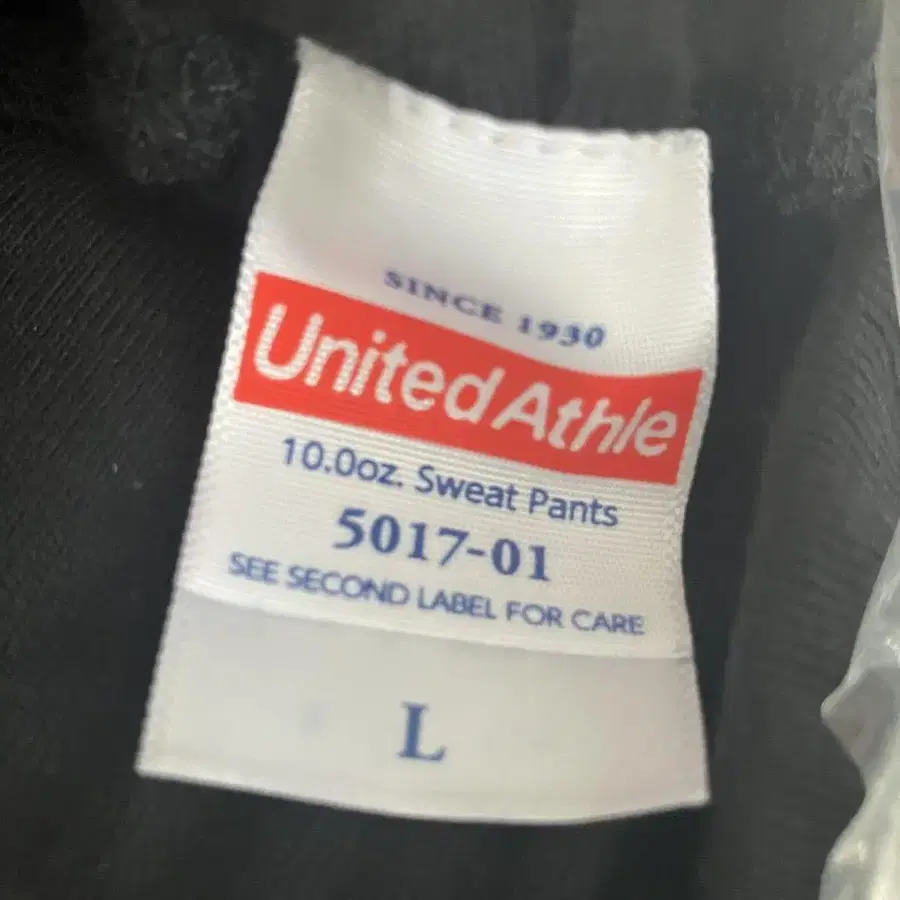 SINCE 1930
United Athle
10.0oz. Sweat Pants
5017-01
SEE SECOND LABEL FOR CARE
L